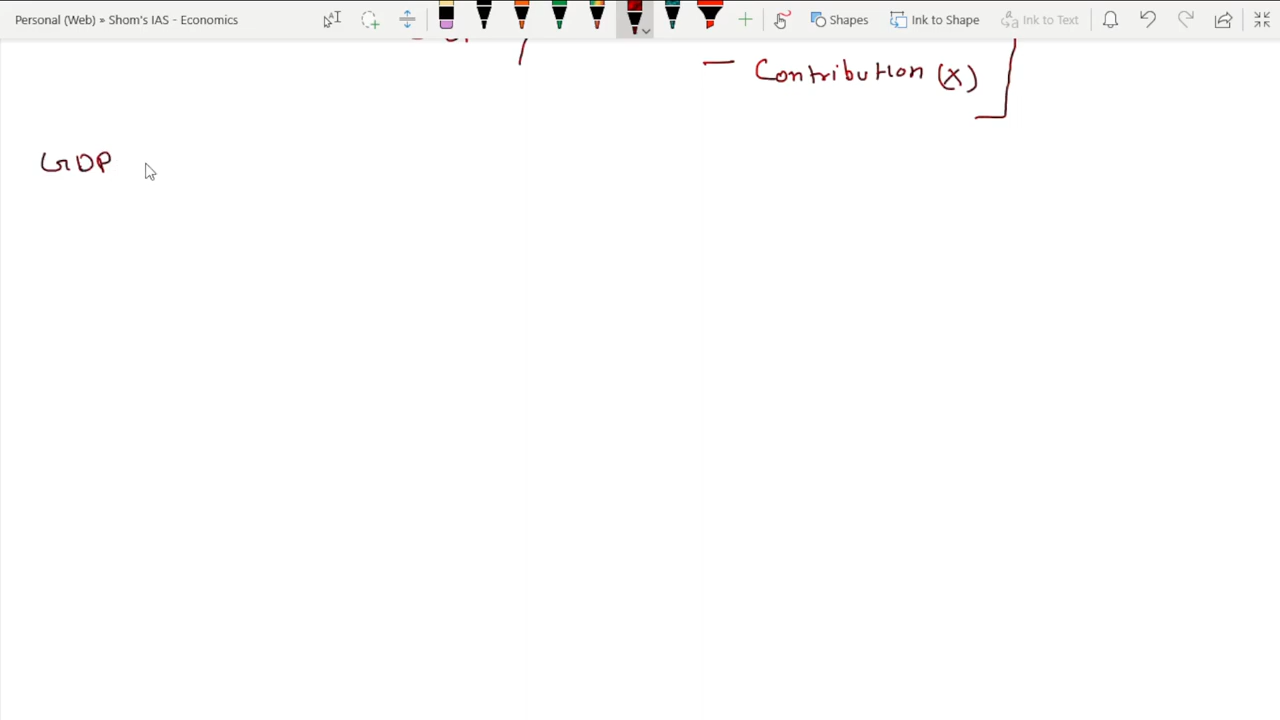 Personal (Web) » Shom's IAS - Economics
Shapes
Ink to Shape
Ink to Text
— Contribution (X)
GDP